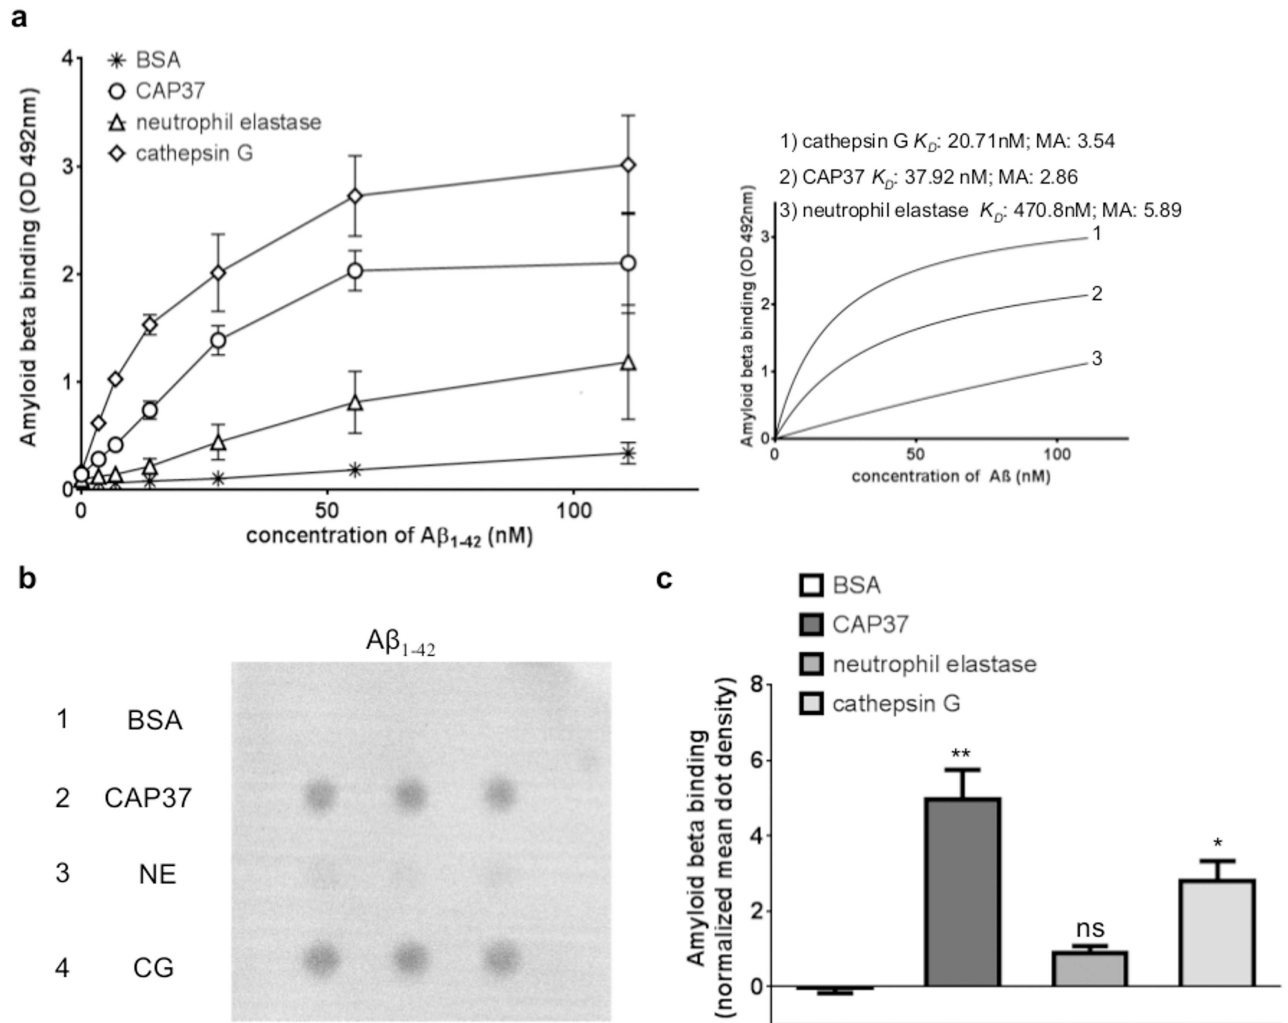 a
4
3
2
1
0
Amyloid beta binding (OD 492nm)
BSA
CAP37
neutrophil elastase
cathepsin G
0 50 100
concentration of Aβ1-42 (nM)
1) cathepsin G KD: 20.71nM; MA: 3.54
2) CAP37 KD: 37.92 nM; MA: 2.86
3) neutrophil elastase KD: 470.8nM; MA: 5.89
Amyloid beta binding (OD 492nm)
3
2
1
0
1
2
3
0 50 100
concentration of Aß (nM)
b
Aβ1-42
1 BSA
2 CAP37
3 NE
4 CG
c
BSA
CAP37
neutrophil elastase
cathepsin G
Amyloid beta binding
(normalized mean dot density)
8
6
4
2
0
**
ns
*